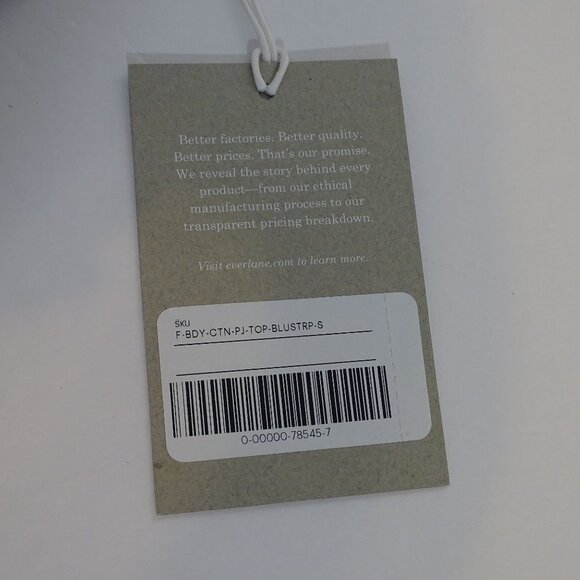 Better factories. Better quality.
Better prices. That's our promise.
We reveal the story behind every
product—from our ethical
manufacturing process to our
transparent pricing breakdown.
Visit everlane.com to learn more.
SKU
F-BDY-CTN-PJ-TOP-BLUSTRP-S
0-00000-78545-7